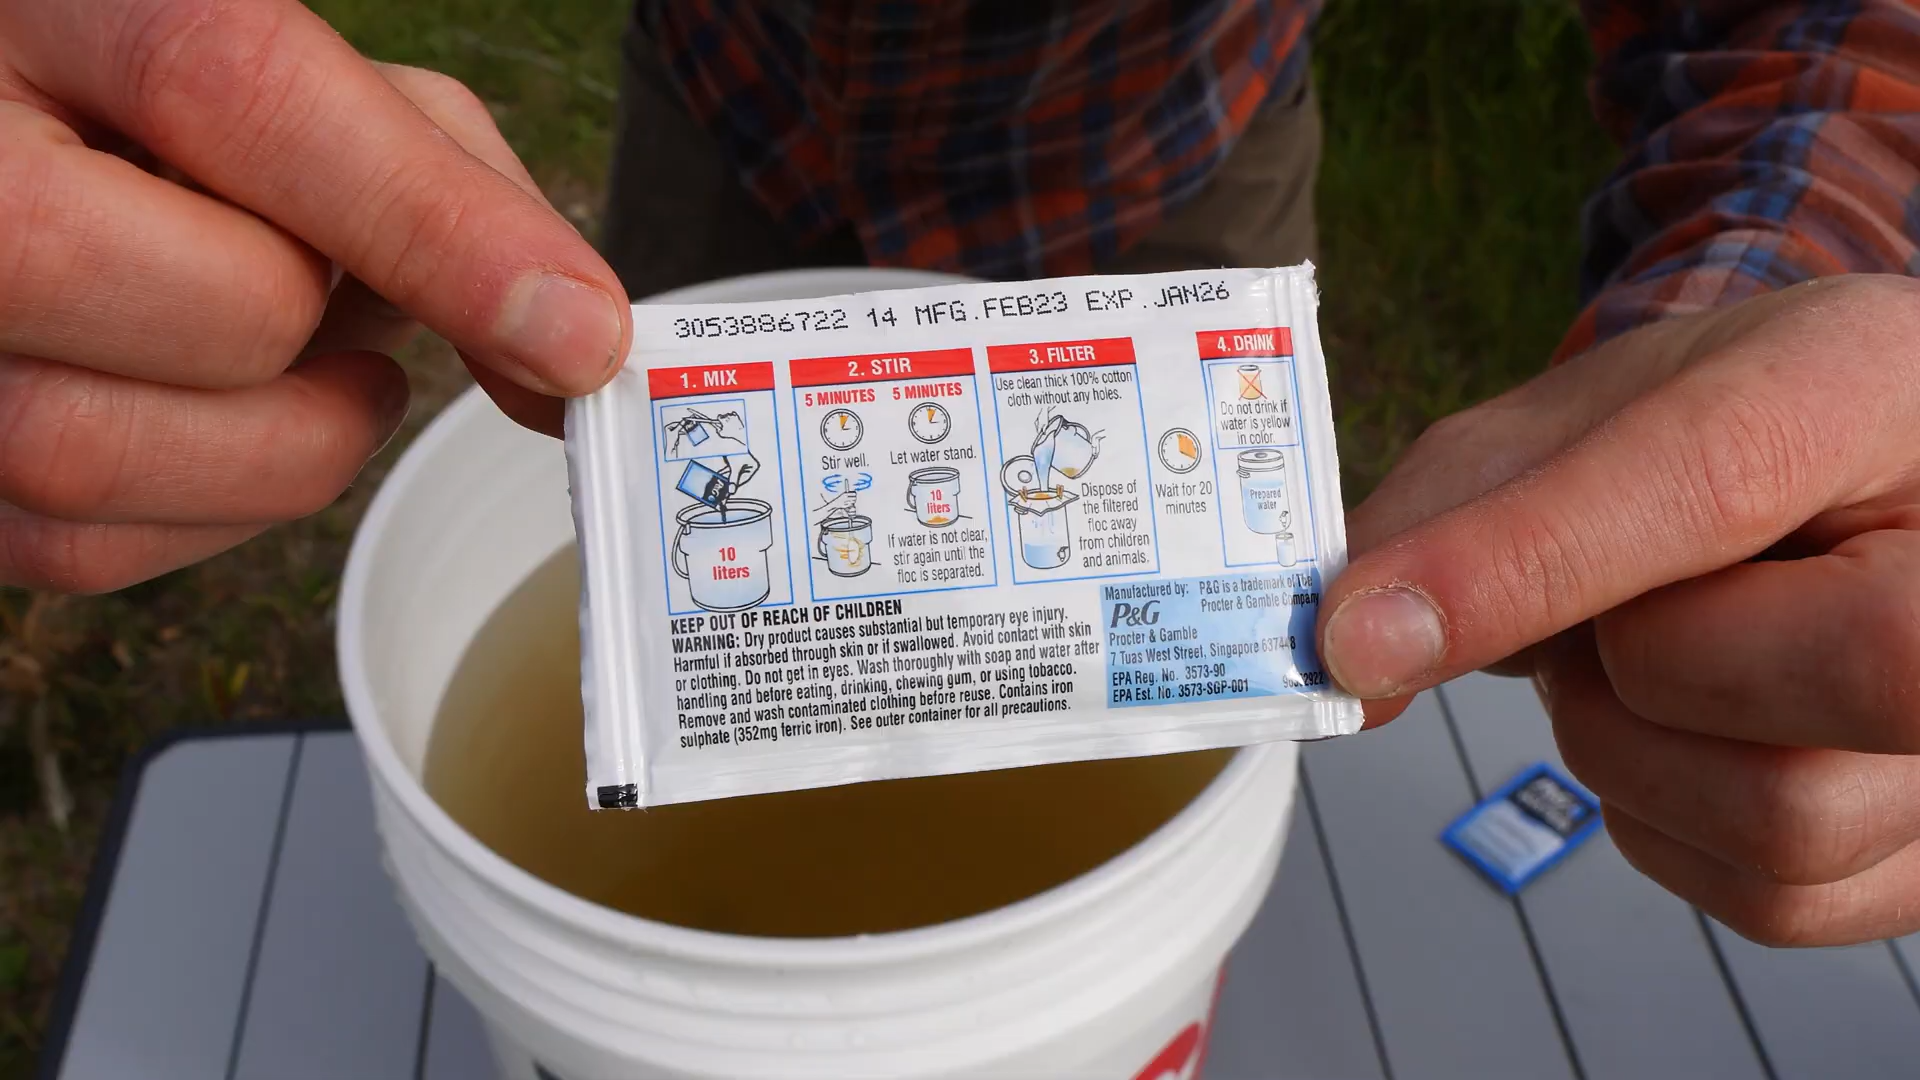 3053886722 14 MFG.FEB23 EXP.JAN26
1. MIX
10
liters
2. STIR
5 MINUTES
Stir well.
5 MINUTES
Let water stand.
10
liters
If water is not clear,
stir again until the
floc is separated.
3. FILTER
Use clean thick 100% cotton
cloth without any holes.
Dispose of
the filtered
floc away
from children
and animals.
Wait for 20
minutes
4. DRINK
Do not drink if
water is yellow
in color.
Prepared
water
KEEP OUT OF REACH OF CHILDREN
WARNING: Dry product causes substantial but temporary eye injury.
Harmful if absorbed through skin or if swallowed. Avoid contact with skin
or clothing. Do not get in eyes. Wash thoroughly with soap and water after
handling and before eating, drinking, chewing gum, or using tobacco.
Remove and wash contaminated clothing before reuse. Contains iron
sulphate (352mg ferric iron). See outer container for all precautions.
Manufactured by:
P&G
Procter & Gamble
7 Tuas West Street, Singapore
EPA Reg. No. 3573-90
EPA Est. No. 3573-SGP-001
P&G is a trademark of The
Procter & Gamble Company